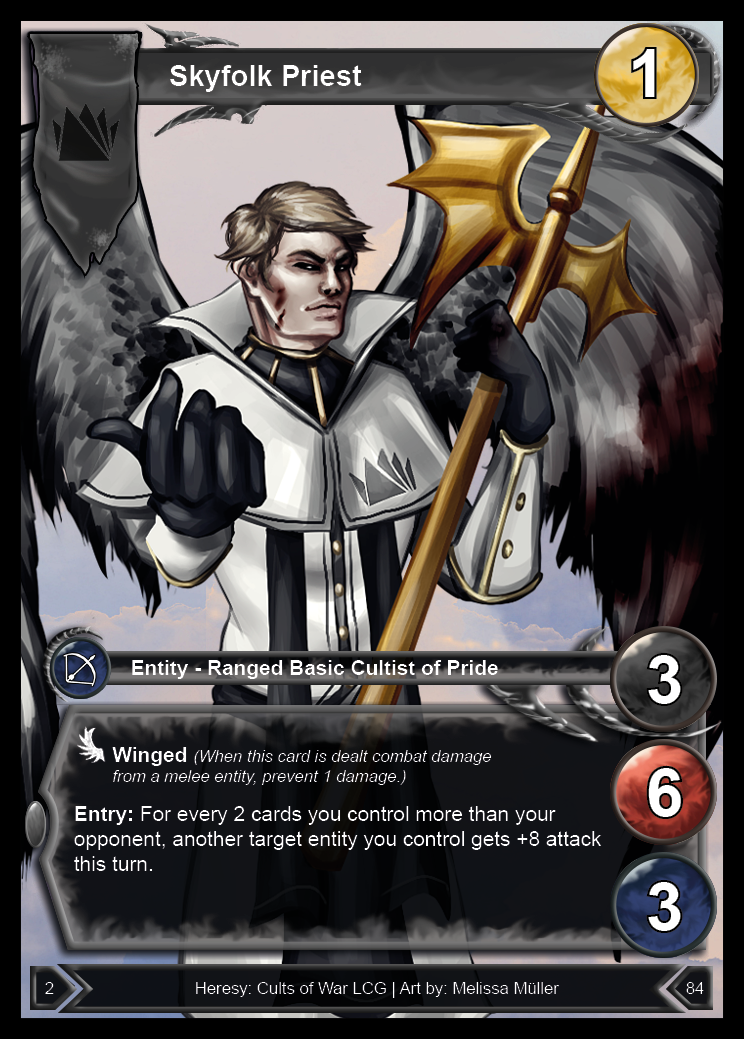 Skyfolk Priest
1
Entity - Ranged Basic Cultist of Pride
3
Winged (When this card is dealt combat damage
from a melee entity, prevent 1 damage.)
6
Entry: For every 2 cards you control more than your
opponent, another target entity you control gets +8 attack
this turn.
3
2
Heresy: Cults of War LCG | Art by: Melissa Müller
84